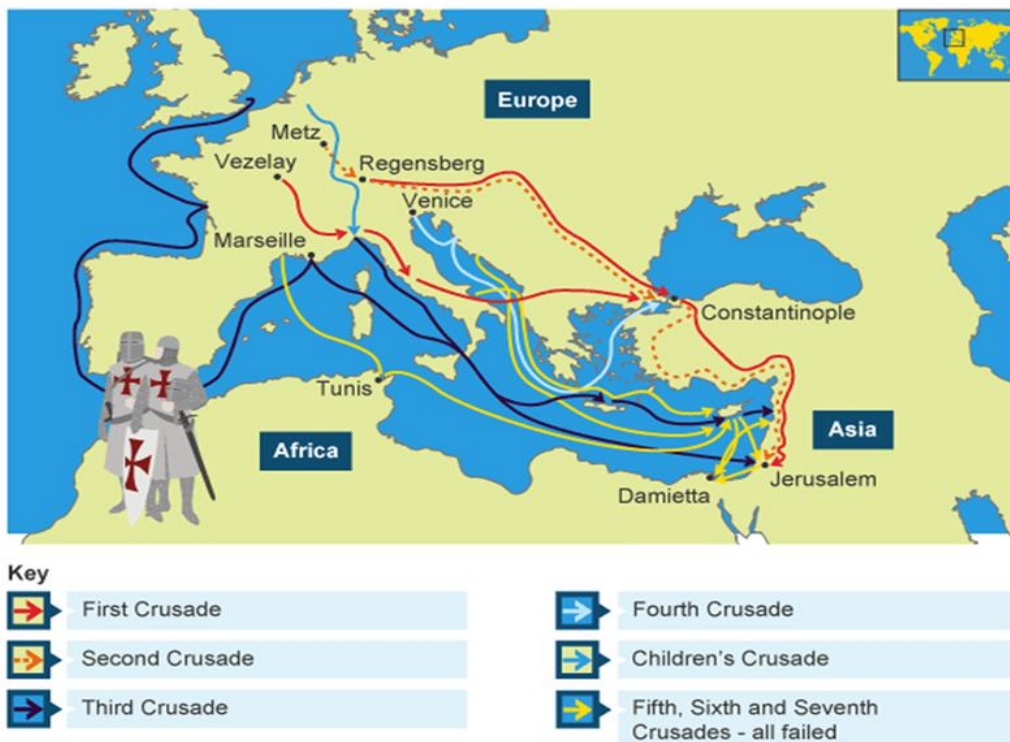 Europe
Metz
Vezelay
Regensberg
Venice
Marseille
Constantinople
Tunis
Africa
Asia
Damietta
Jerusalem
Key
First Crusade
Second Crusade
Third Crusade
Fourth Crusade
Children's Crusade
Fifth, Sixth and Seventh
Crusades - all failed